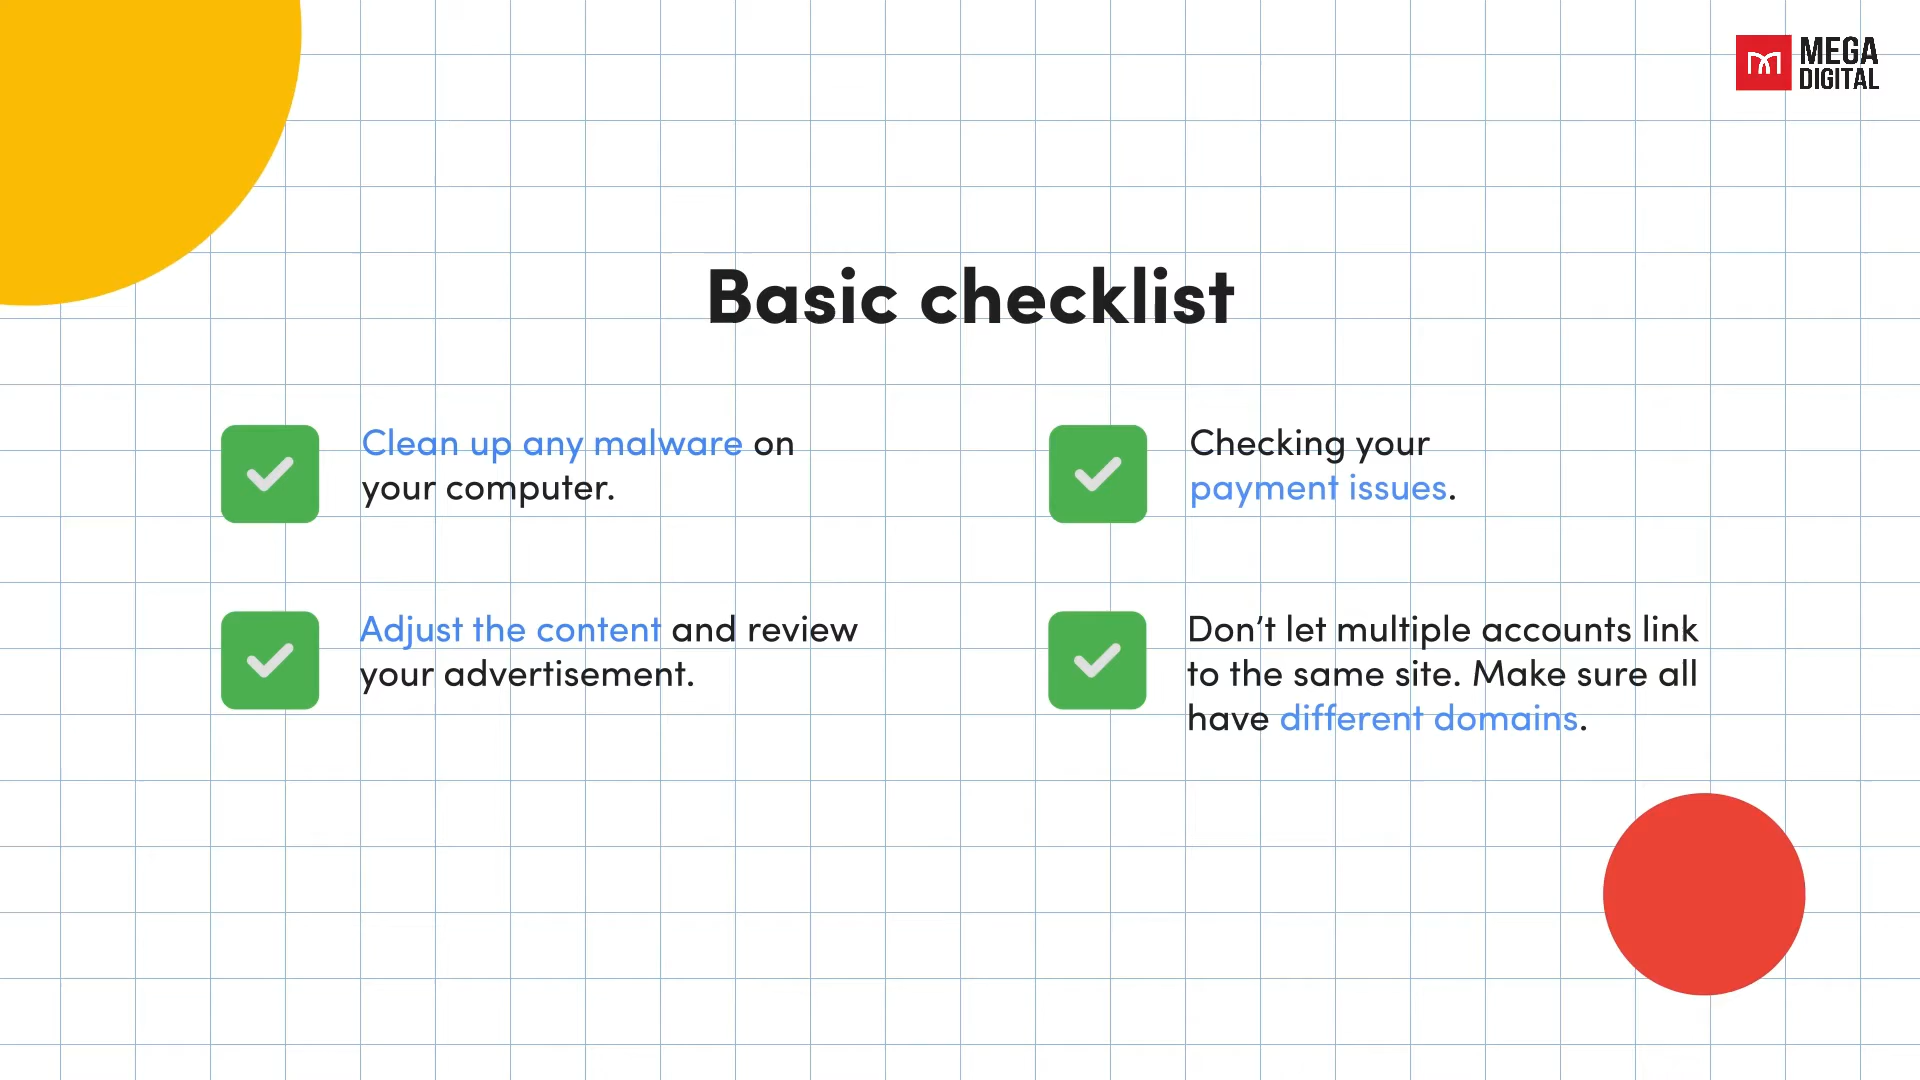 MEGA
DIGITAL
Basic checklist
Clean up any malware on
your computer.
Checking your
payment issues.
Adjust the content and review
your advertisement.
Don't let multiple accounts link
to the same site. Make sure all
have different domains.